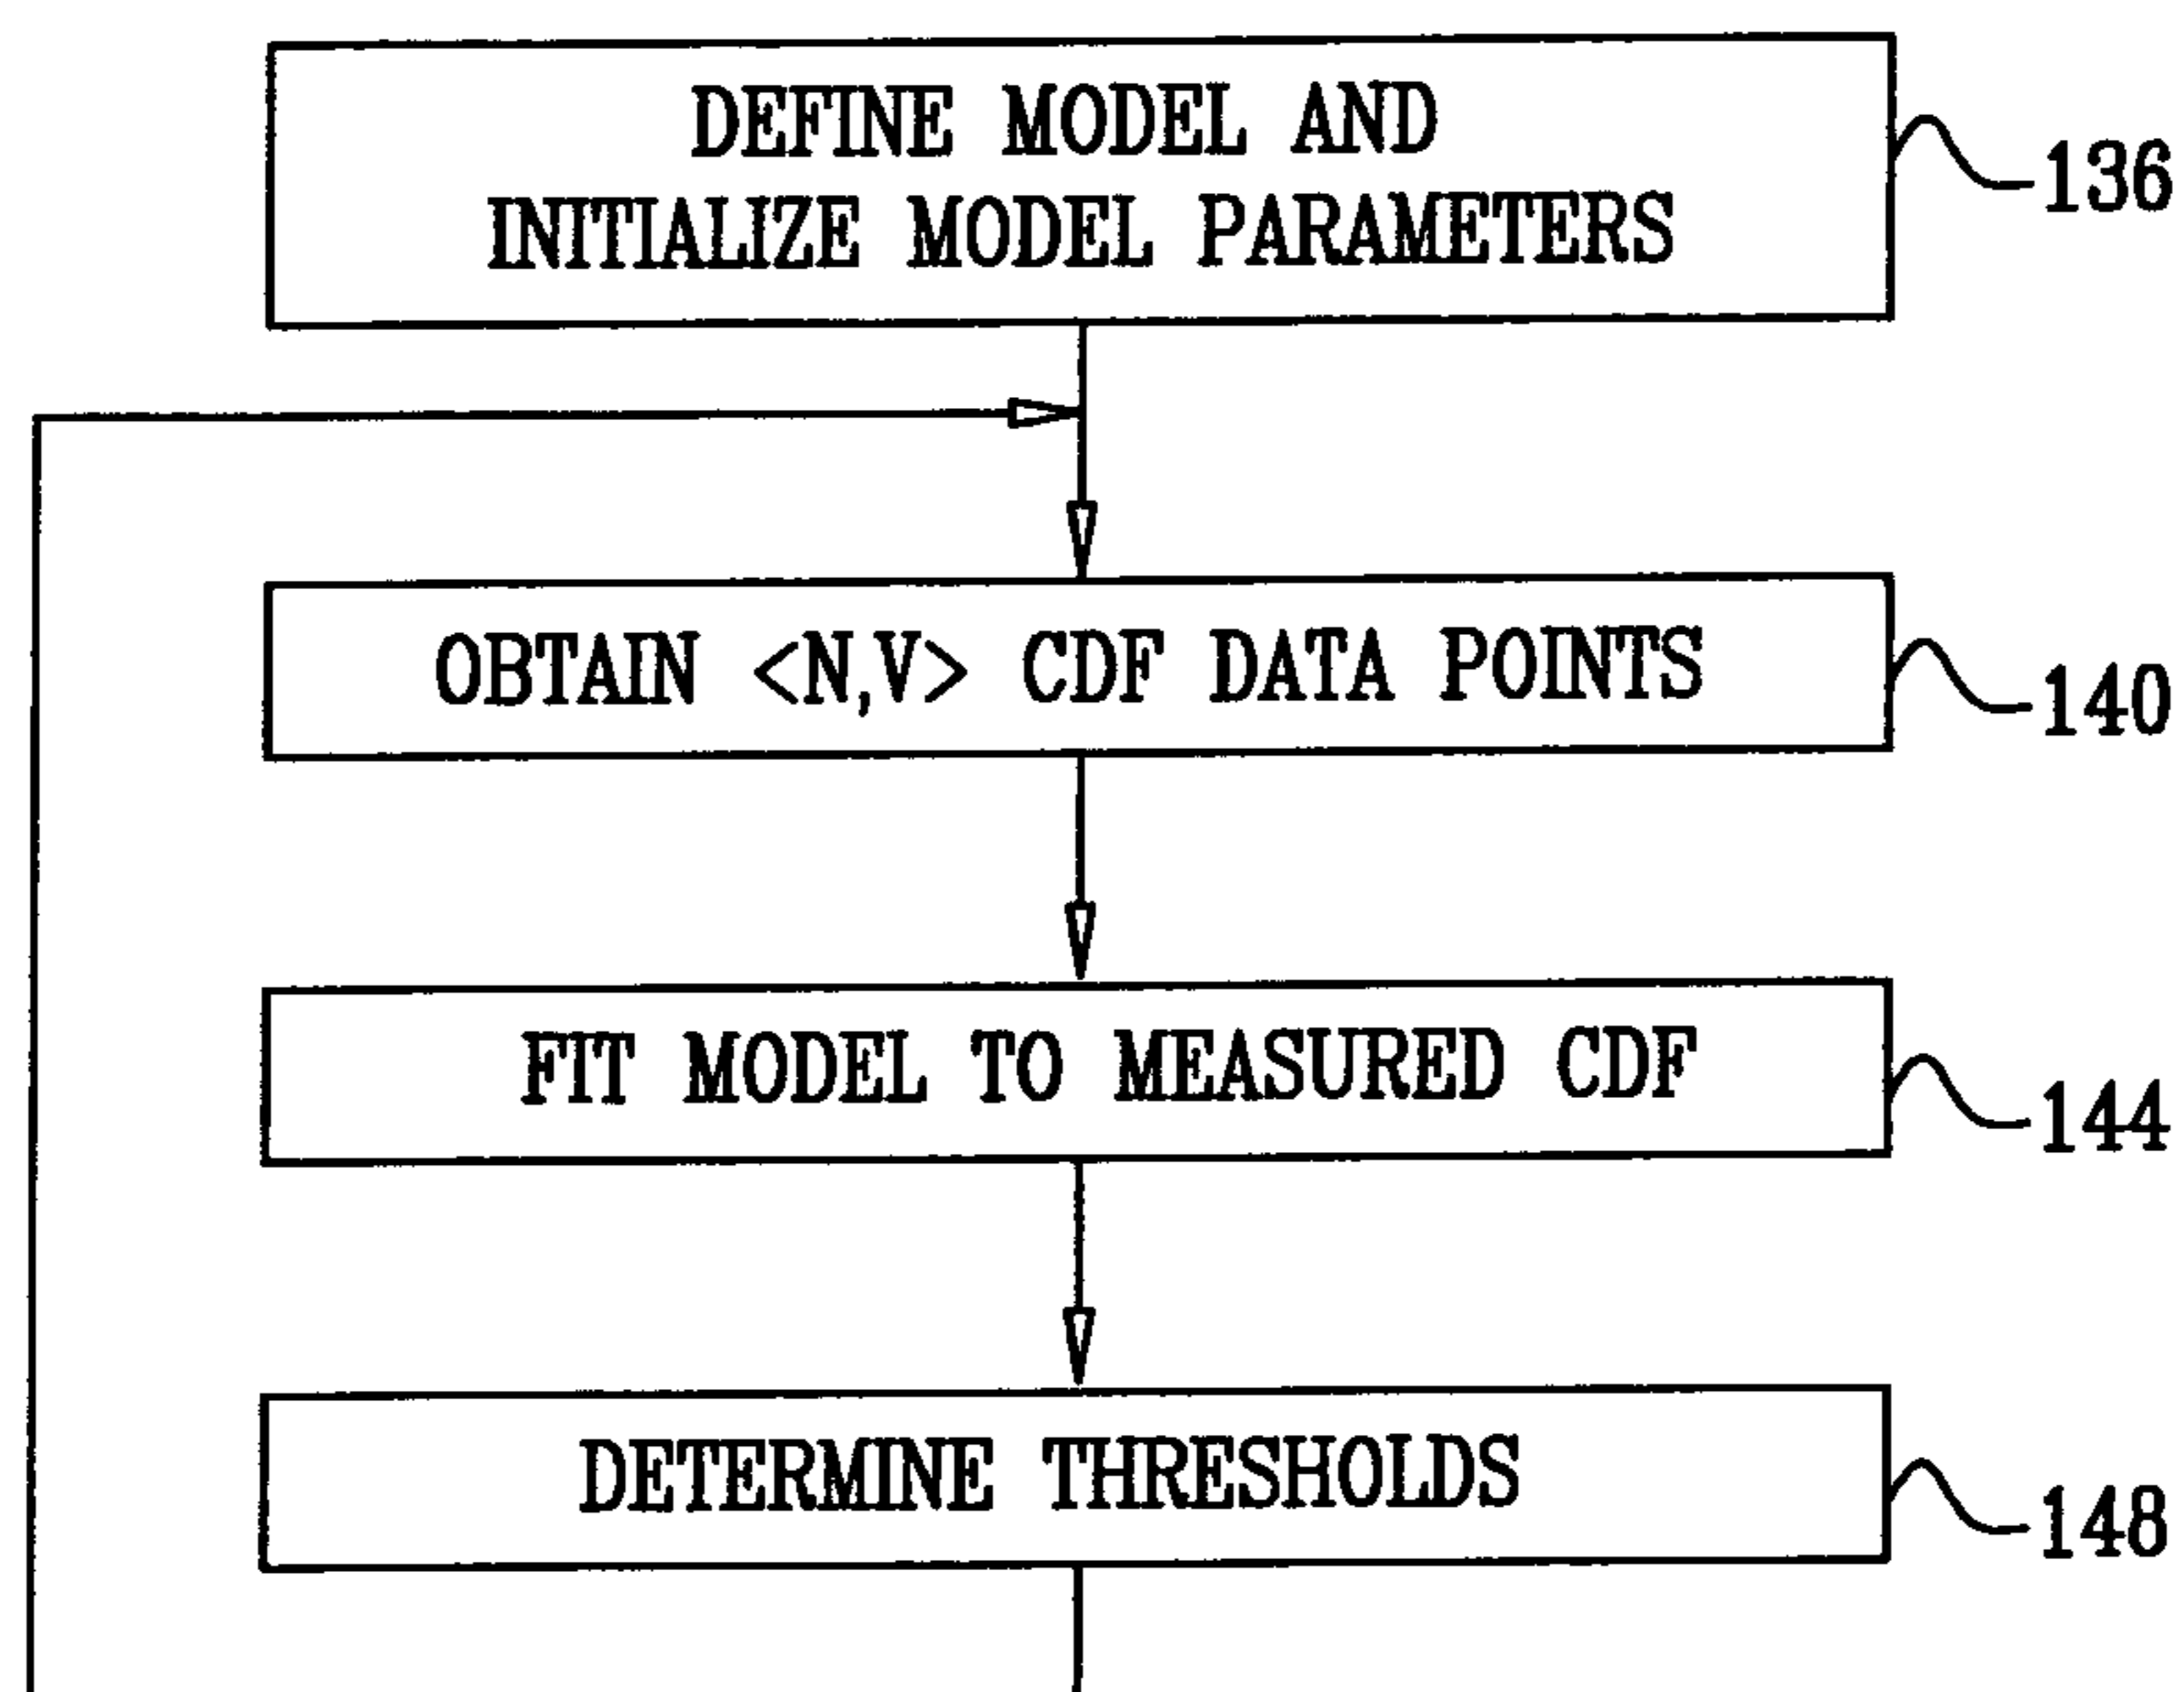 DEFINE MODEL AND
INITIALIZE MODEL PARAMETERS
136
OBTAIN <N,V> CDF DATA POINTS
140
FIT MODEL TO MEASURED CDF
144
DETERMINE THRESHOLDS
148